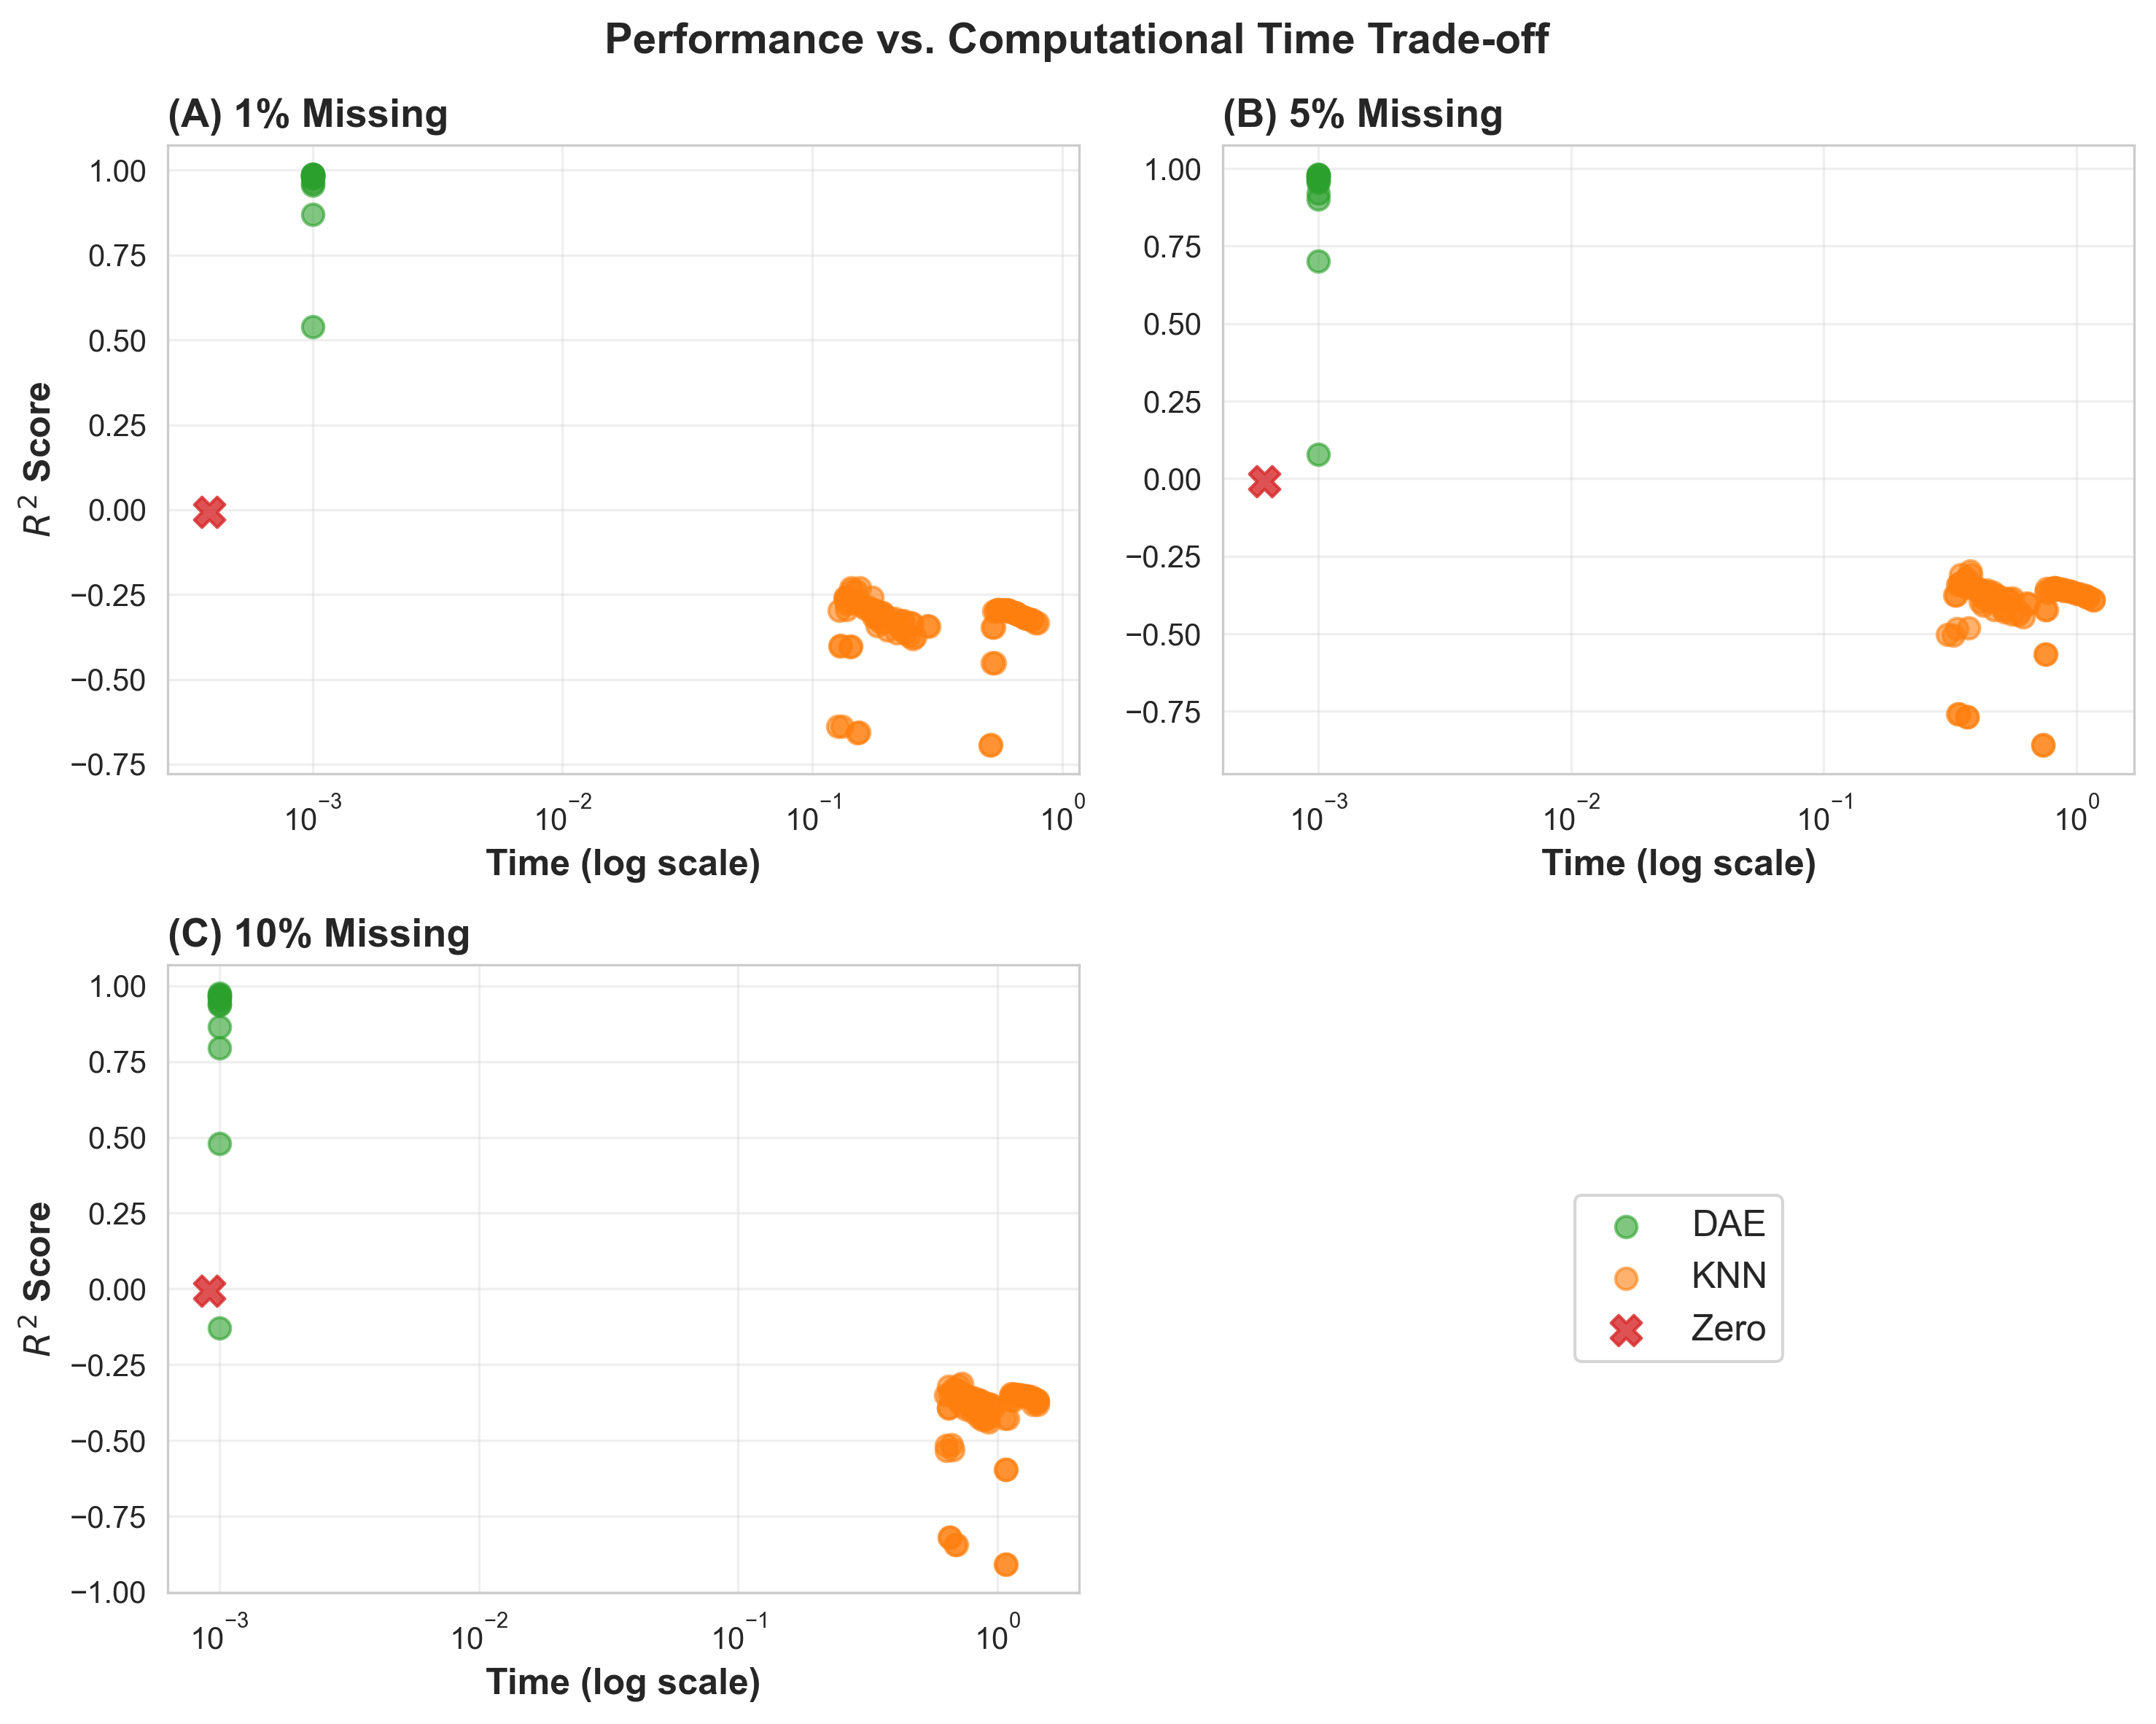 Performance vs. Computational Time Trade-off
(A) 1% Missing
R² Score
1.00
0.75
0.50
0.25
0.00
−0.25
−0.50
−0.75
10⁻³ 10⁻² 10⁻¹ 10⁰
Time (log scale)
(B) 5% Missing
1.00
0.75
0.50
0.25
0.00
−0.25
−0.50
−0.75
10⁻³ 10⁻² 10⁻¹ 10⁰
Time (log scale)
(C) 10% Missing
R² Score
1.00
0.75
0.50
0.25
0.00
−0.25
−0.50
−0.75
−1.00
10⁻³ 10⁻² 10⁻¹ 10⁰
Time (log scale)
DAE
KNN
Zero